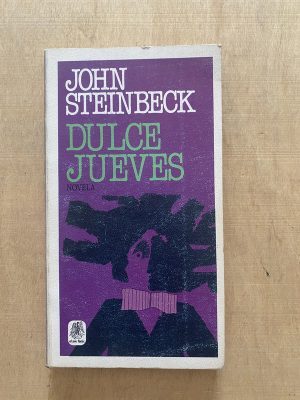 JOHN
STEINBECK
DULCE
JUEVES
NOVELA